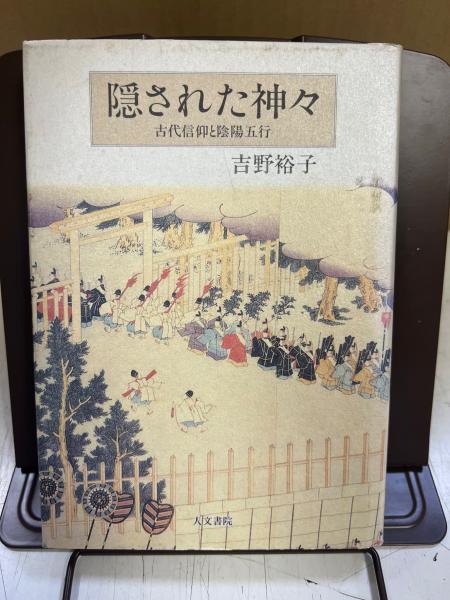 隠された神々
古代信仰と陰陽五行
吉野裕子
人文書院